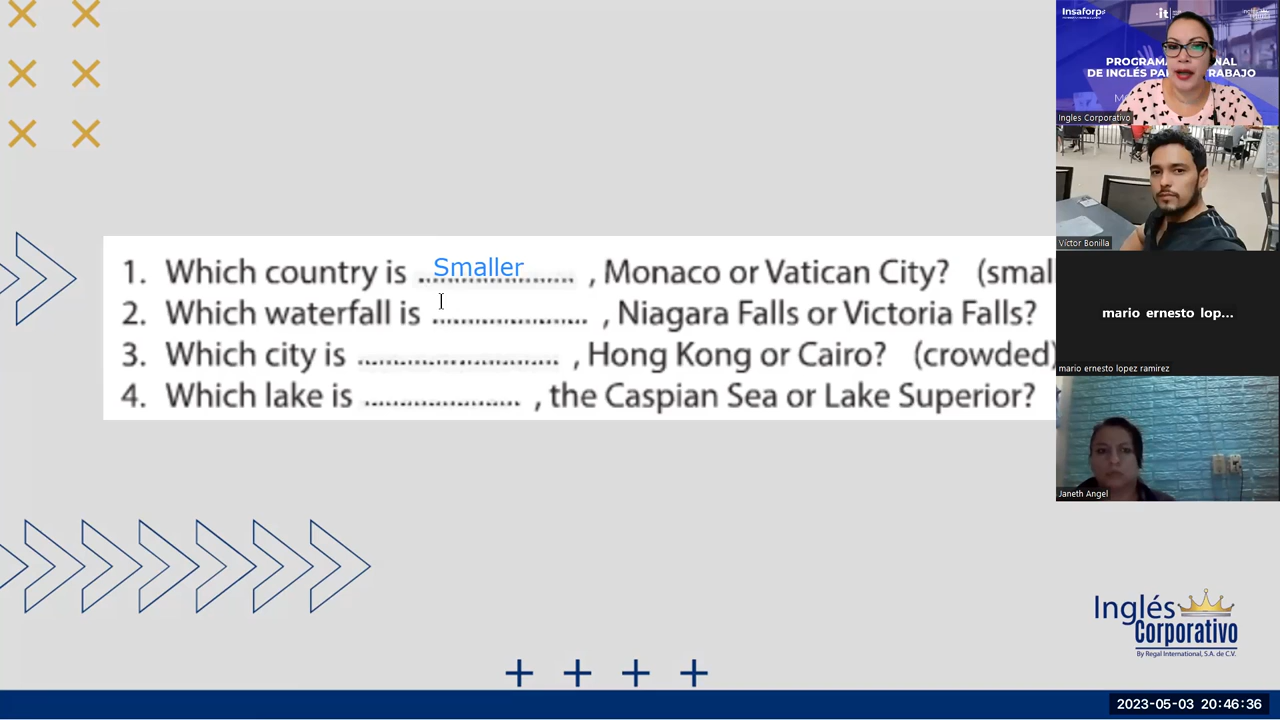 1. Which country is .................... , Monaco or Vatican City? (smal
Smaller
2. Which waterfall is .................... , Niagara Falls or Victoria Falls?
3. Which city is .......................... , Hong Kong or Cairo? (crowded)
4. Which lake is .................... , the Caspian Sea or Lake Superior?
Insaforp
PROGRAMA NAL
DE INGLÉS PA RABAJO
Ingles Corporativo
Víctor Bonilla
mario ernesto lop...
mario ernesto lopez ramirez
Janeth Angel
Inglés
Corporativo
By Regal International, S.A. de C.V.
2023-05-03 20:46:36